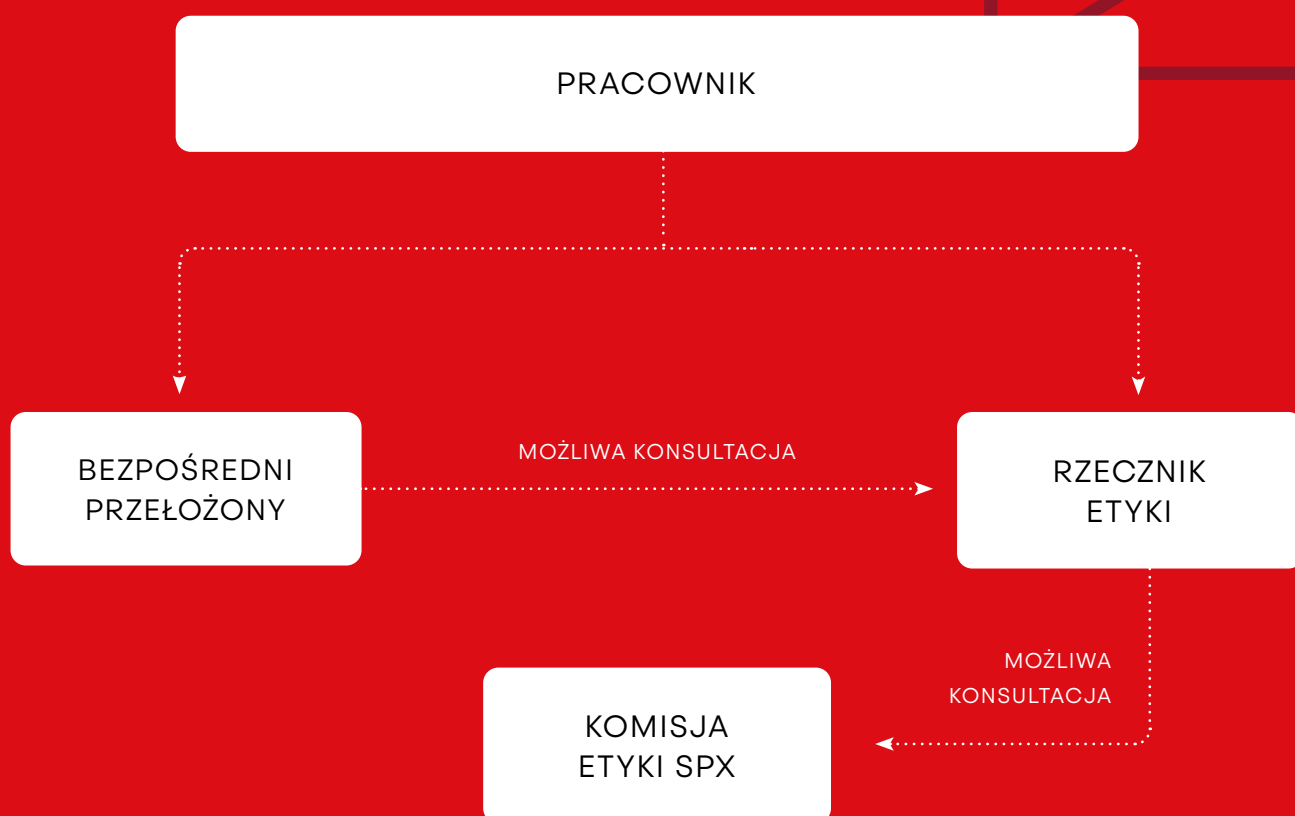 PRACOWNIK
BEZPOŚREDNI
PRZEŁOŻONY
MOŻLIWA KONSULTACJA
RZECZNIK
ETYKI
MOŻLIWA
KONSULTACJA
KOMISJA
ETYKI SPX